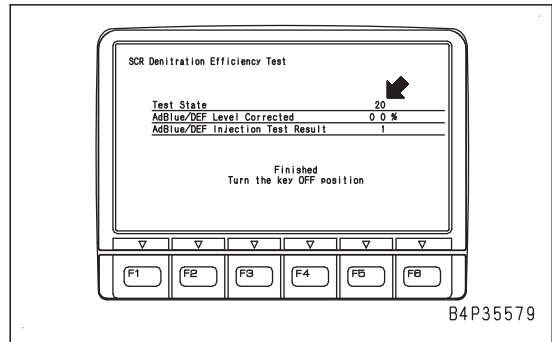 SCR Denitration Efficiency Test
Test State 20
AdBlue/DEF Level Corrected 0 0 %
AdBlue/DEF Injection Test Result 1
Finished
Turn the key OFF position
F1 F2 F3 F4 F5 F6
B4P35579